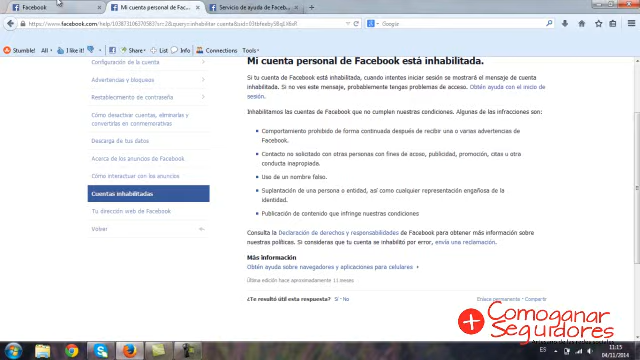 Facebook
Mi cuenta personal de Fac...
Servicio de ayuda de Faceb...
Google
Stumble!
All
I like it!
Share
Info
Favorites
Stumblers
Tools
Configuración de la cuenta
Advertencias y bloqueos
Restablecimiento de contraseña
Cómo desactivar cuentas, eliminarlas y
convertirlas en conmemorativas
Descarga de tus datos
Acerca de los anuncios de Facebook
Cómo interactuar con los anuncios
Cuentas inhabilitadas
Tu dirección web de Facebook
Volver
Mi cuenta personal de Facebook está inhabilitada.
Si tu cuenta de Facebook está inhabilitada, cuando intentes iniciar sesión se mostrará el mensaje de cuenta
inhabilitada. Si no ves este mensaje, probablemente tengas problemas de acceso. Obtén ayuda con el inicio de
sesión.
Inhabilitamos las cuentas de Facebook que no cumplen nuestras condiciones. Algunas de las infracciones son:
Comportamiento prohibido de forma continuada después de recibir una o varias advertencias de
Facebook.
Contacto no solicitado con otras personas con fines de acoso, publicidad, promoción, citas u otra
conducta inapropiada.
Uso de un nombre falso.
Suplantación de una persona o entidad, así como cualquier representación engañosa de la
identidad.
Publicación de contenido que infringe nuestras condiciones
Consulta la Declaración de derechos y responsabilidades de Facebook para obtener más información sobre
nuestras políticas. Si consideras que tu cuenta se inhabilitó por error, envía una reclamación.
Más información
Obtén ayuda sobre navegadores y aplicaciones para celulares
Última edición hace aproximadamente 11 meses
¿Te resultó útil esta respuesta? Sí · No
Enlace permanente · Compartir
Comoganar
Seguidores
ES
11:15
04/11/2014